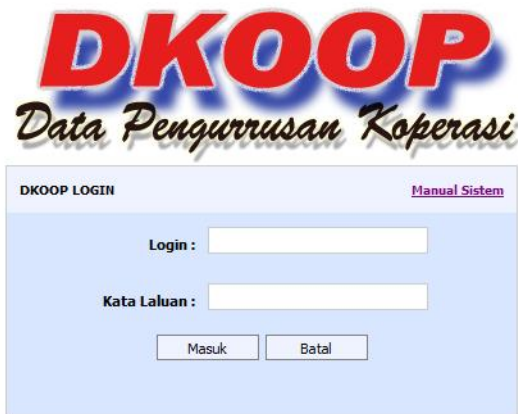 DKOOP
Data Pengurrusan Koperasi
DKOOP LOGIN Manual Sistem
Login :
Kata Laluan :
Masuk Batal